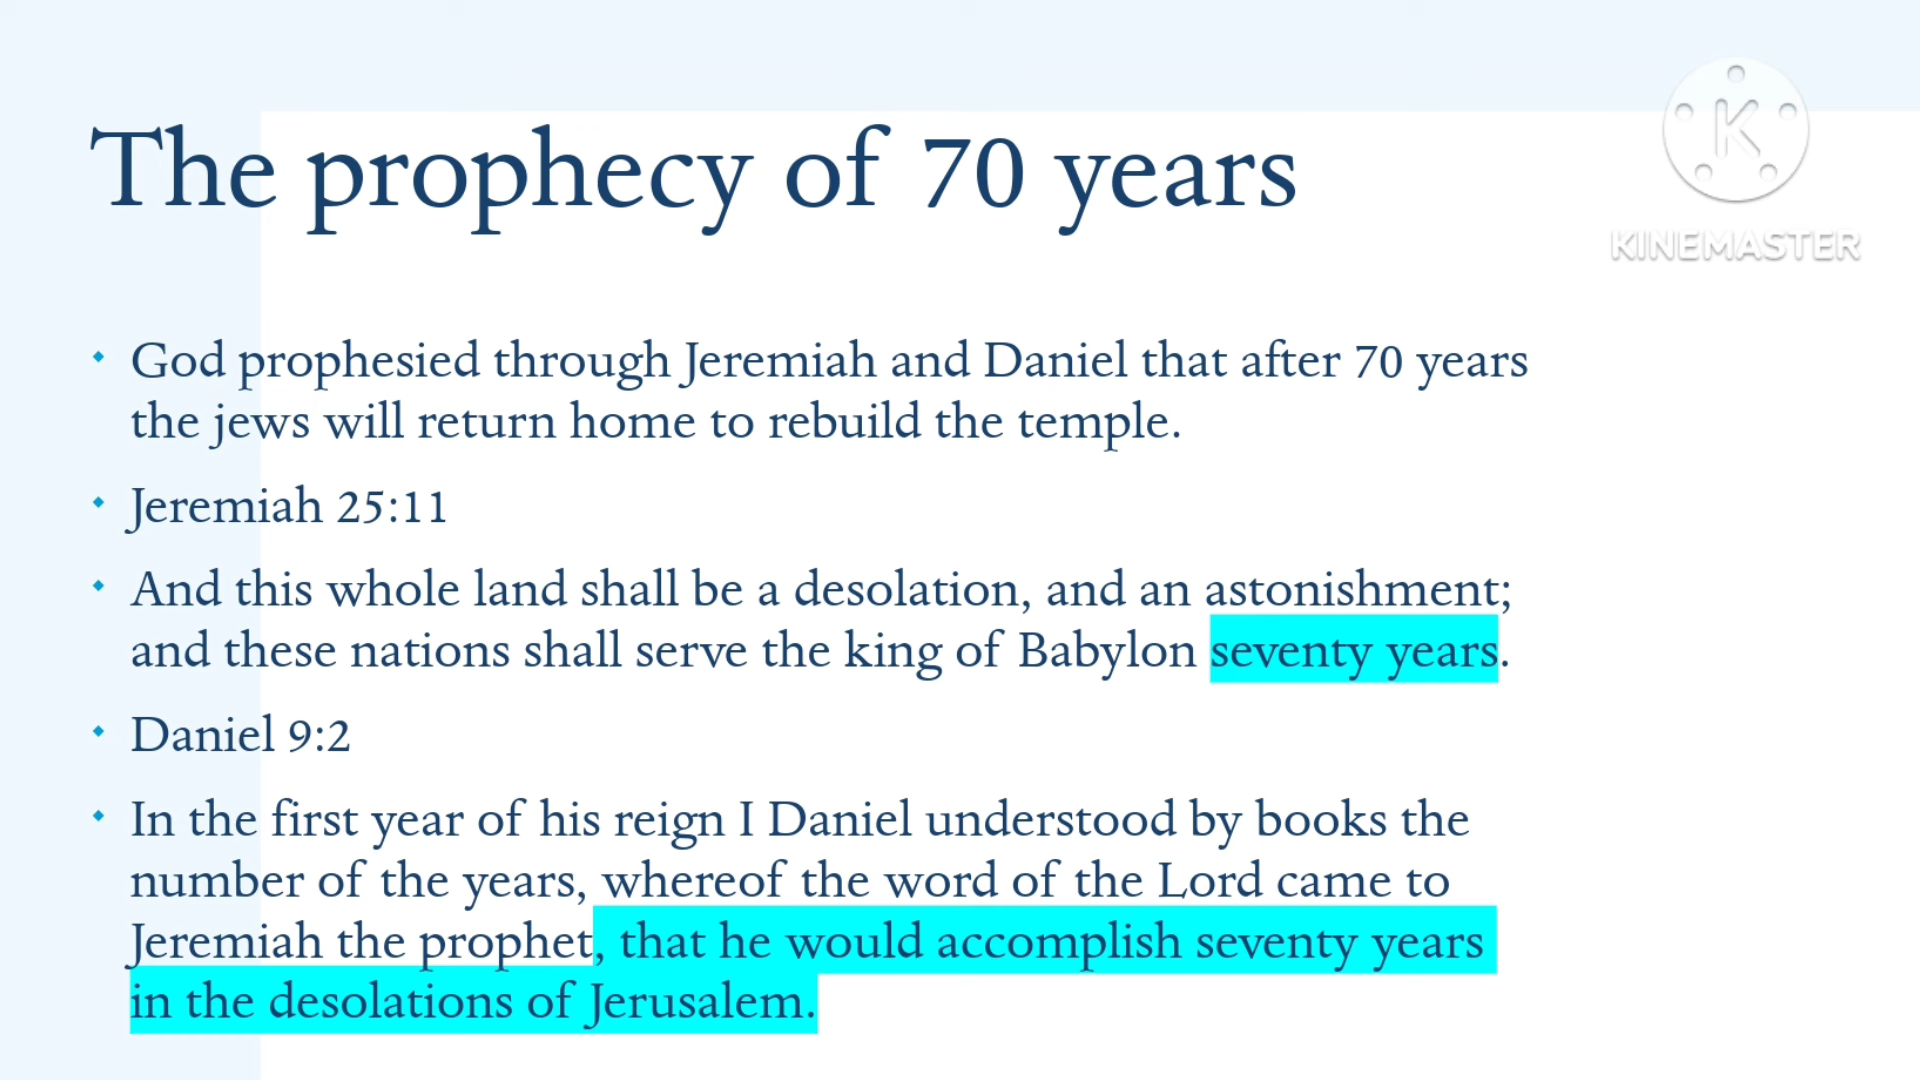 The prophecy of 70 years
K
KINEMASTER
God prophesied through Jeremiah and Daniel that after 70 years
the jews will return home to rebuild the temple.
Jeremiah 25:11
And this whole land shall be a desolation, and an astonishment;
and these nations shall serve the king of Babylon seventy years.
Daniel 9:2
In the first year of his reign I Daniel understood by books the
number of the years, whereof the word of the Lord came to
Jeremiah the prophet, that he would accomplish seventy years
in the desolations of Jerusalem.